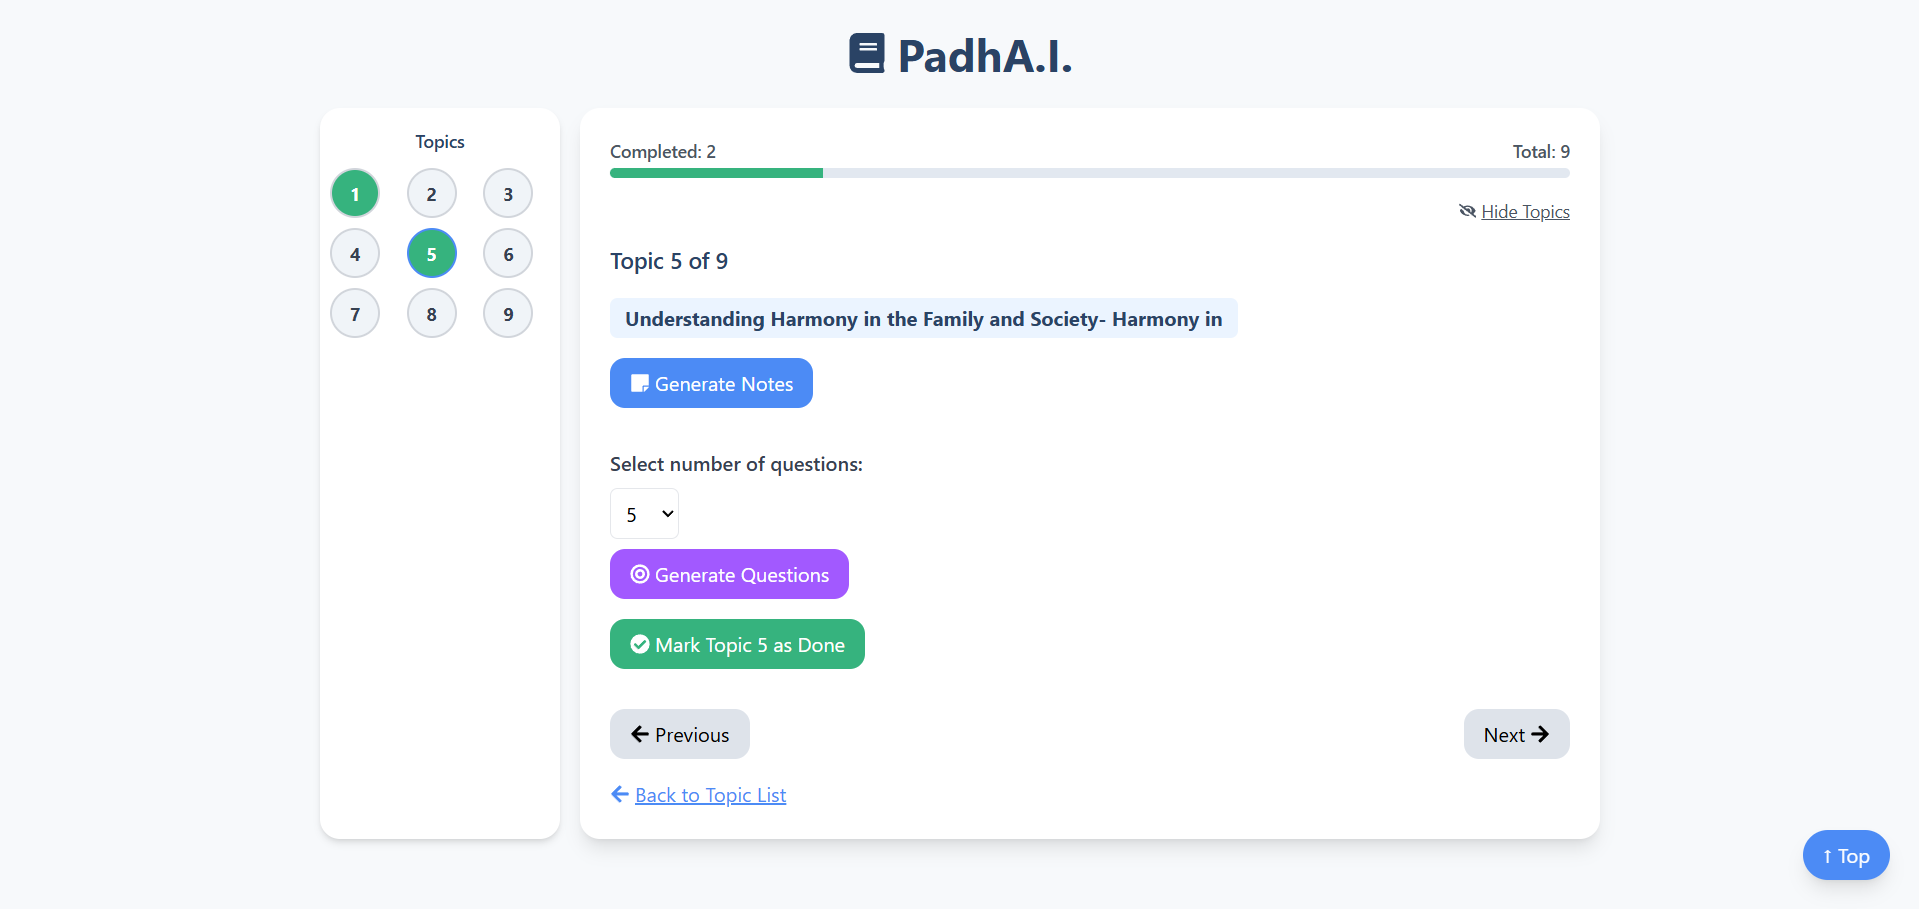 PadhA.I.
Topics
1 2 3
4 5 6
7 8 9
Completed: 2 Total: 9
Hide Topics
Topic 5 of 9
Understanding Harmony in the Family and Society- Harmony in
Generate Notes
Select number of questions:
5
Generate Questions
Mark Topic 5 as Done
Previous Next
Back to Topic List
↑ Top